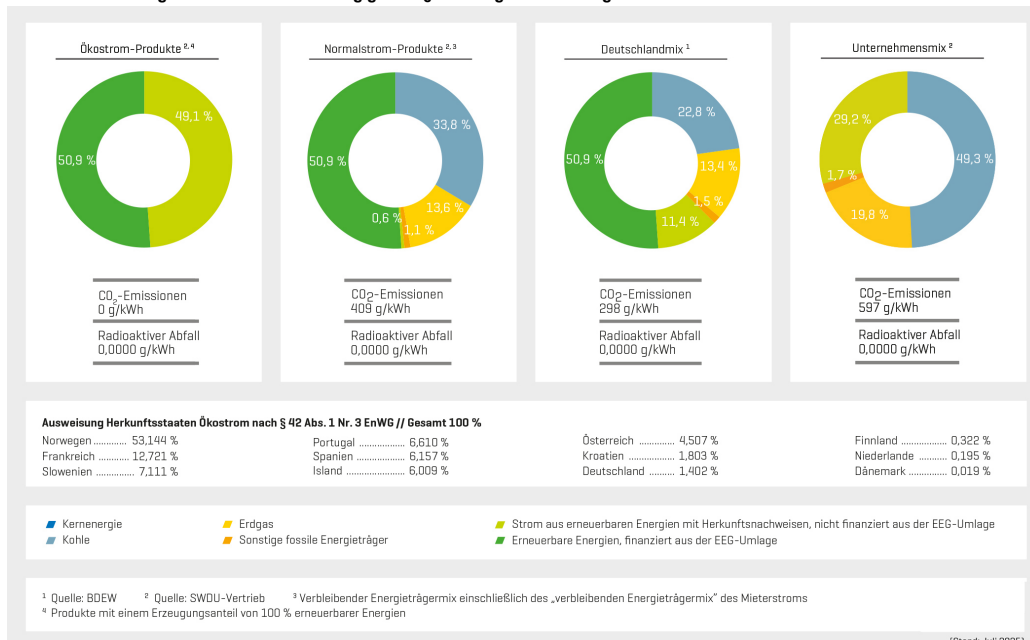 Ökostrom-Produkte ²,⁴
49,1 %
50,9 %
CO₂-Emissionen
0 g/kWh
Radioaktiver Abfall
0,0000 g/kWh
Normalstrom-Produkte ²,³
33,8 %
50,9 %
13,6 %
0,6 %
1,1 %
CO2-Emissionen
409 g/kWh
Radioaktiver Abfall
0,0000 g/kWh
Deutschlandmix ¹
22,8 %
50,9 %
13,4 %
1,5 %
11,4 %
CO2-Emissionen
298 g/kWh
Radioaktiver Abfall
0,0000 g/kWh
Unternehmensmix ²
29,2 %
49,3 %
1,7 %
19,8 %
CO2-Emissionen
597 g/kWh
Radioaktiver Abfall
0,0000 g/kWh
Ausweisung Herkunftsstaaten Ökostrom nach § 42 Abs. 1 Nr. 3 EnWG // Gesamt 100 %
Norwegen ............. 53,144 %
Frankreich ............ 12,721 %
Slowenien ............. 7,111 %
Portugal .................. 6,610 %
Spanien .................. 6,157 %
Island ..................... 6,009 %
Österreich ............. 4,507 %
Kroatien ................. 1,803 %
Deutschland .......... 1,402 %
Finnland ................. 0,322 %
Niederlande .......... 0,195 %
Dänemark .............. 0,019 %
Kernenergie
Kohle
Erdgas
Sonstige fossile Energieträger
Strom aus erneuerbaren Energien mit Herkunftsnachweisen, nicht finanziert aus der EEG-Umlage
Erneuerbare Energien, finanziert aus der EEG-Umlage
¹ Quelle: BDEW ² Quelle: SWDU-Vertrieb ³ Verbleibender Energieträgermix einschließlich des „verbleibenden Energieträgermix" des Mieterstroms
⁴ Produkte mit einem Erzeugungsanteil von 100 % erneuerbarer Energien